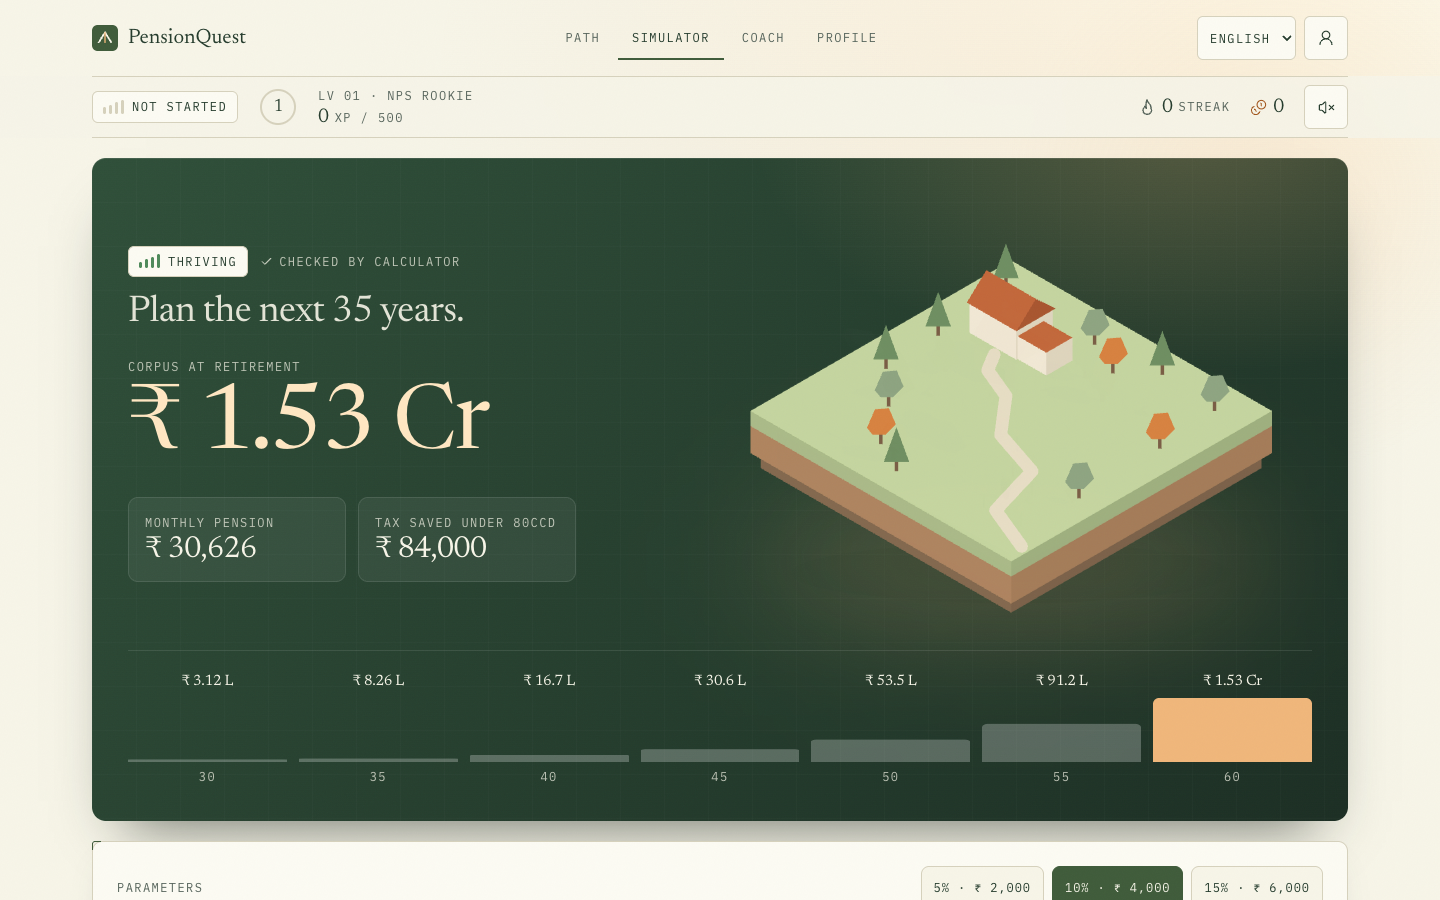 PensionQuest
PATH SIMULATOR COACH PROFILE
ENGLISH
NOT STARTED
1
LV 01 · NPS ROOKIE
0 XP / 500
0 STREAK
0
THRIVING
CHECKED BY CALCULATOR
Plan the next 35 years.
CORPUS AT RETIREMENT
₹ 1.53 Cr
MONTHLY PENSION
₹ 30,626
TAX SAVED UNDER 80CCD
₹ 84,000
₹ 3.12 L ₹ 8.26 L ₹ 16.7 L ₹ 30.6 L ₹ 53.5 L ₹ 91.2 L ₹ 1.53 Cr
30 35 40 45 50 55 60
PARAMETERS
5% · ₹ 2,000 10% · ₹ 4,000 15% · ₹ 6,000